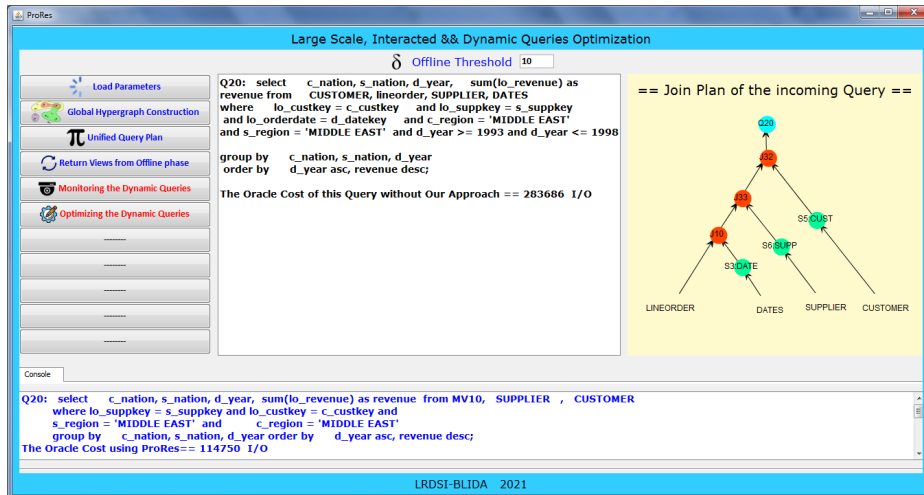 ProRes
Large Scale, Interacted && Dynamic Queries Optimization
δ Offline Threshold 10
Load Parameters
Global Hypergraph Construction
Unified Query Plan
Return Views from Offline phase
Monitoring the Dynamic Queries
Optimizing the Dynamic Queries
--------
--------
--------
--------
--------
Q20: select c_nation, s_nation, d_year, sum(lo_revenue) as
revenue from CUSTOMER, lineorder, SUPPLIER, DATES
where lo_custkey = c_custkey and lo_suppkey = s_suppkey
and lo_orderdate = d_datekey and c_region = 'MIDDLE EAST'
and s_region = 'MIDDLE EAST' and d_year >= 1993 and d_year <= 1998
group by c_nation, s_nation, d_year
order by d_year asc, revenue desc;
The Oracle Cost of this Query without Our Approach == 283686 I/O
== Join Plan of the incoming Query ==
Q20
J32
J33
S5:CUST
J10
S6:SUPP
S3:DATE
LINEORDER DATES SUPPLIER CUSTOMER
Console
Q20: select c_nation, s_nation, d_year, sum(lo_revenue) as revenue from MV10, SUPPLIER , CUSTOMER
where lo_suppkey = s_suppkey and lo_custkey = c_custkey and
s_region = 'MIDDLE EAST' and c_region = 'MIDDLE EAST'
group by c_nation, s_nation, d_year order by d_year asc, revenue desc;
The Oracle Cost using ProRes== 114750 I/O
LRDSI-BLIDA 2021